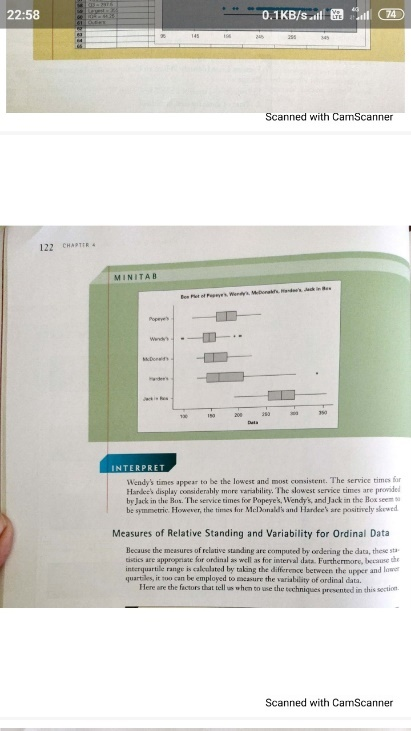 22:58
0.1KB/s
4G
74
Scanned with CamScanner
122 CHAPTER 4
MINITAB
Box Plot of Popeye's, Wendy's, McDonald's, Hardee's, Jack in Box
Popeye's
Wendy's
McDonald's
Hardee's
Jack in Box
100 150 200 250 300 350
Data
INTERPRET
Wendy's times appear to be the lowest and most consistent. The service times for
Hardee's display considerably more variability. The slowest service times are provided
by Jack in the Box. The service times for Popeye's, Wendy's, and Jack in the Box seem to
be symmetric. However, the times for McDonald's and Hardee's are positively skewed.
Measures of Relative Standing and Variability for Ordinal Data
Because the measures of relative standing are computed by ordering the data, these sta-
tistics are appropriate for ordinal as well as for interval data. Furthermore, because the
interquartile range is calculated by taking the difference between the upper and lower
quartiles, it too can be employed to measure the variability of ordinal data.
Here are the factors that tell us when to use the techniques presented in this section.
Scanned with CamScanner